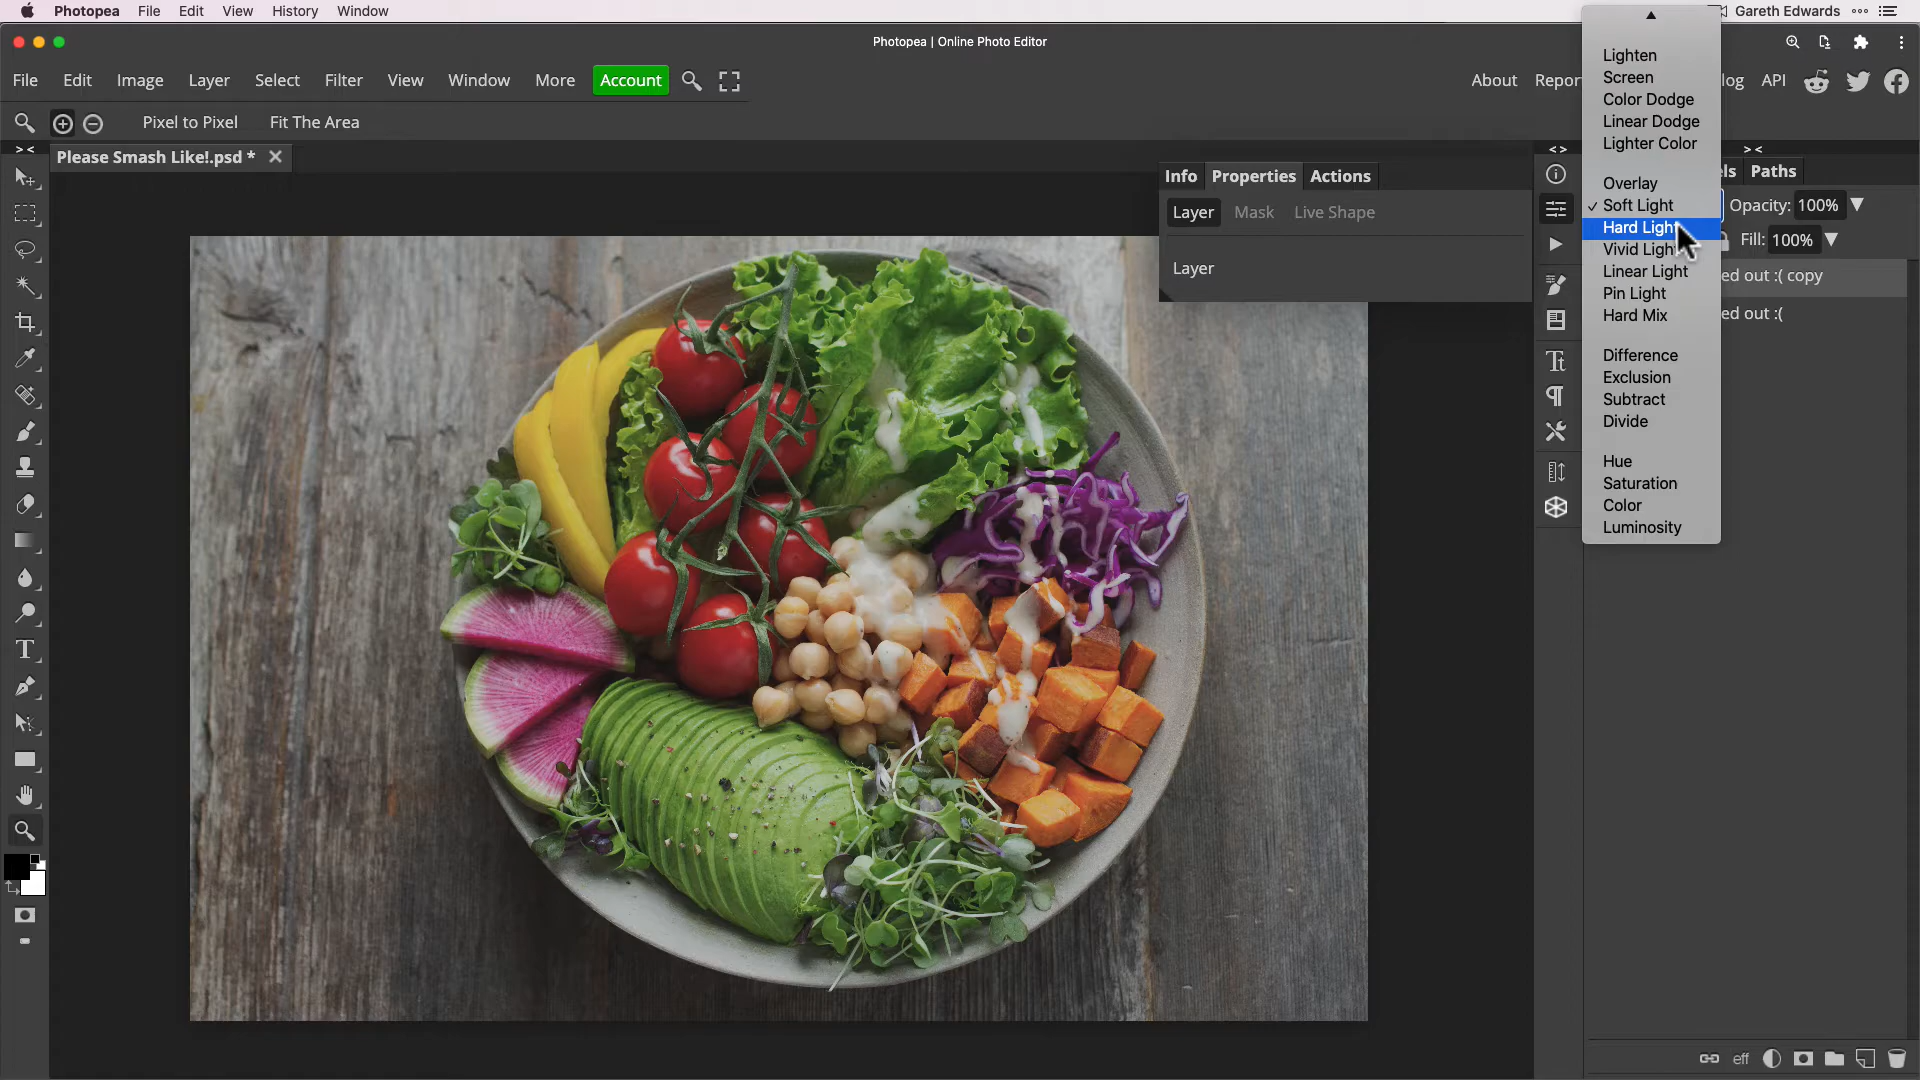 Photopea File Edit View History Window
Gareth Edwards
Photopea | Online Photo Editor
File Edit Image Layer Select Filter View Window More Account
About Repor log API
Pixel to Pixel Fit The Area
Please Smash Like!.psd *
Info Properties Actions
Layer Mask Live Shape
Layer
Lighten
Screen
Color Dodge
Linear Dodge
Lighter Color
Overlay
✓ Soft Light
Hard Light
Vivid Light
Linear Light
Pin Light
Hard Mix
Difference
Exclusion
Subtract
Divide
Hue
Saturation
Color
Luminosity
els Paths
Opacity: 100%
Fill: 100%
ed out :( copy
ed out :(
eff